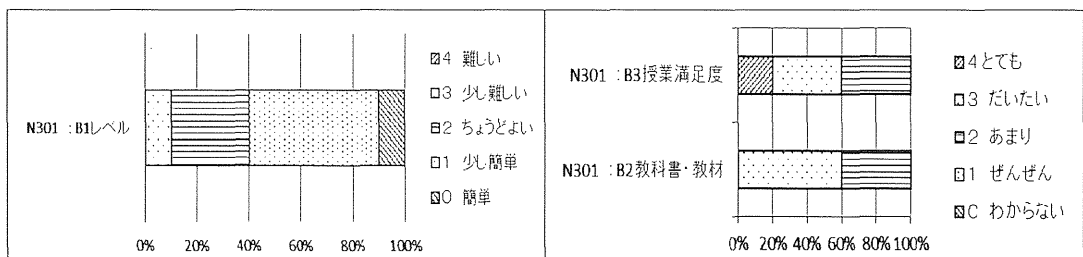 N301 :B1レベル
0% 20% 40% 60% 80% 100%
4 難しい
3 少し難しい
2 ちょうどよい
1 少し簡単
0 簡単
N301 :B3授業満足度
N301 :B2教科書・教材
0% 20% 40% 60% 80% 100%
4とても
3 だいたい
2 あまり
1 ぜんぜん
C わからない